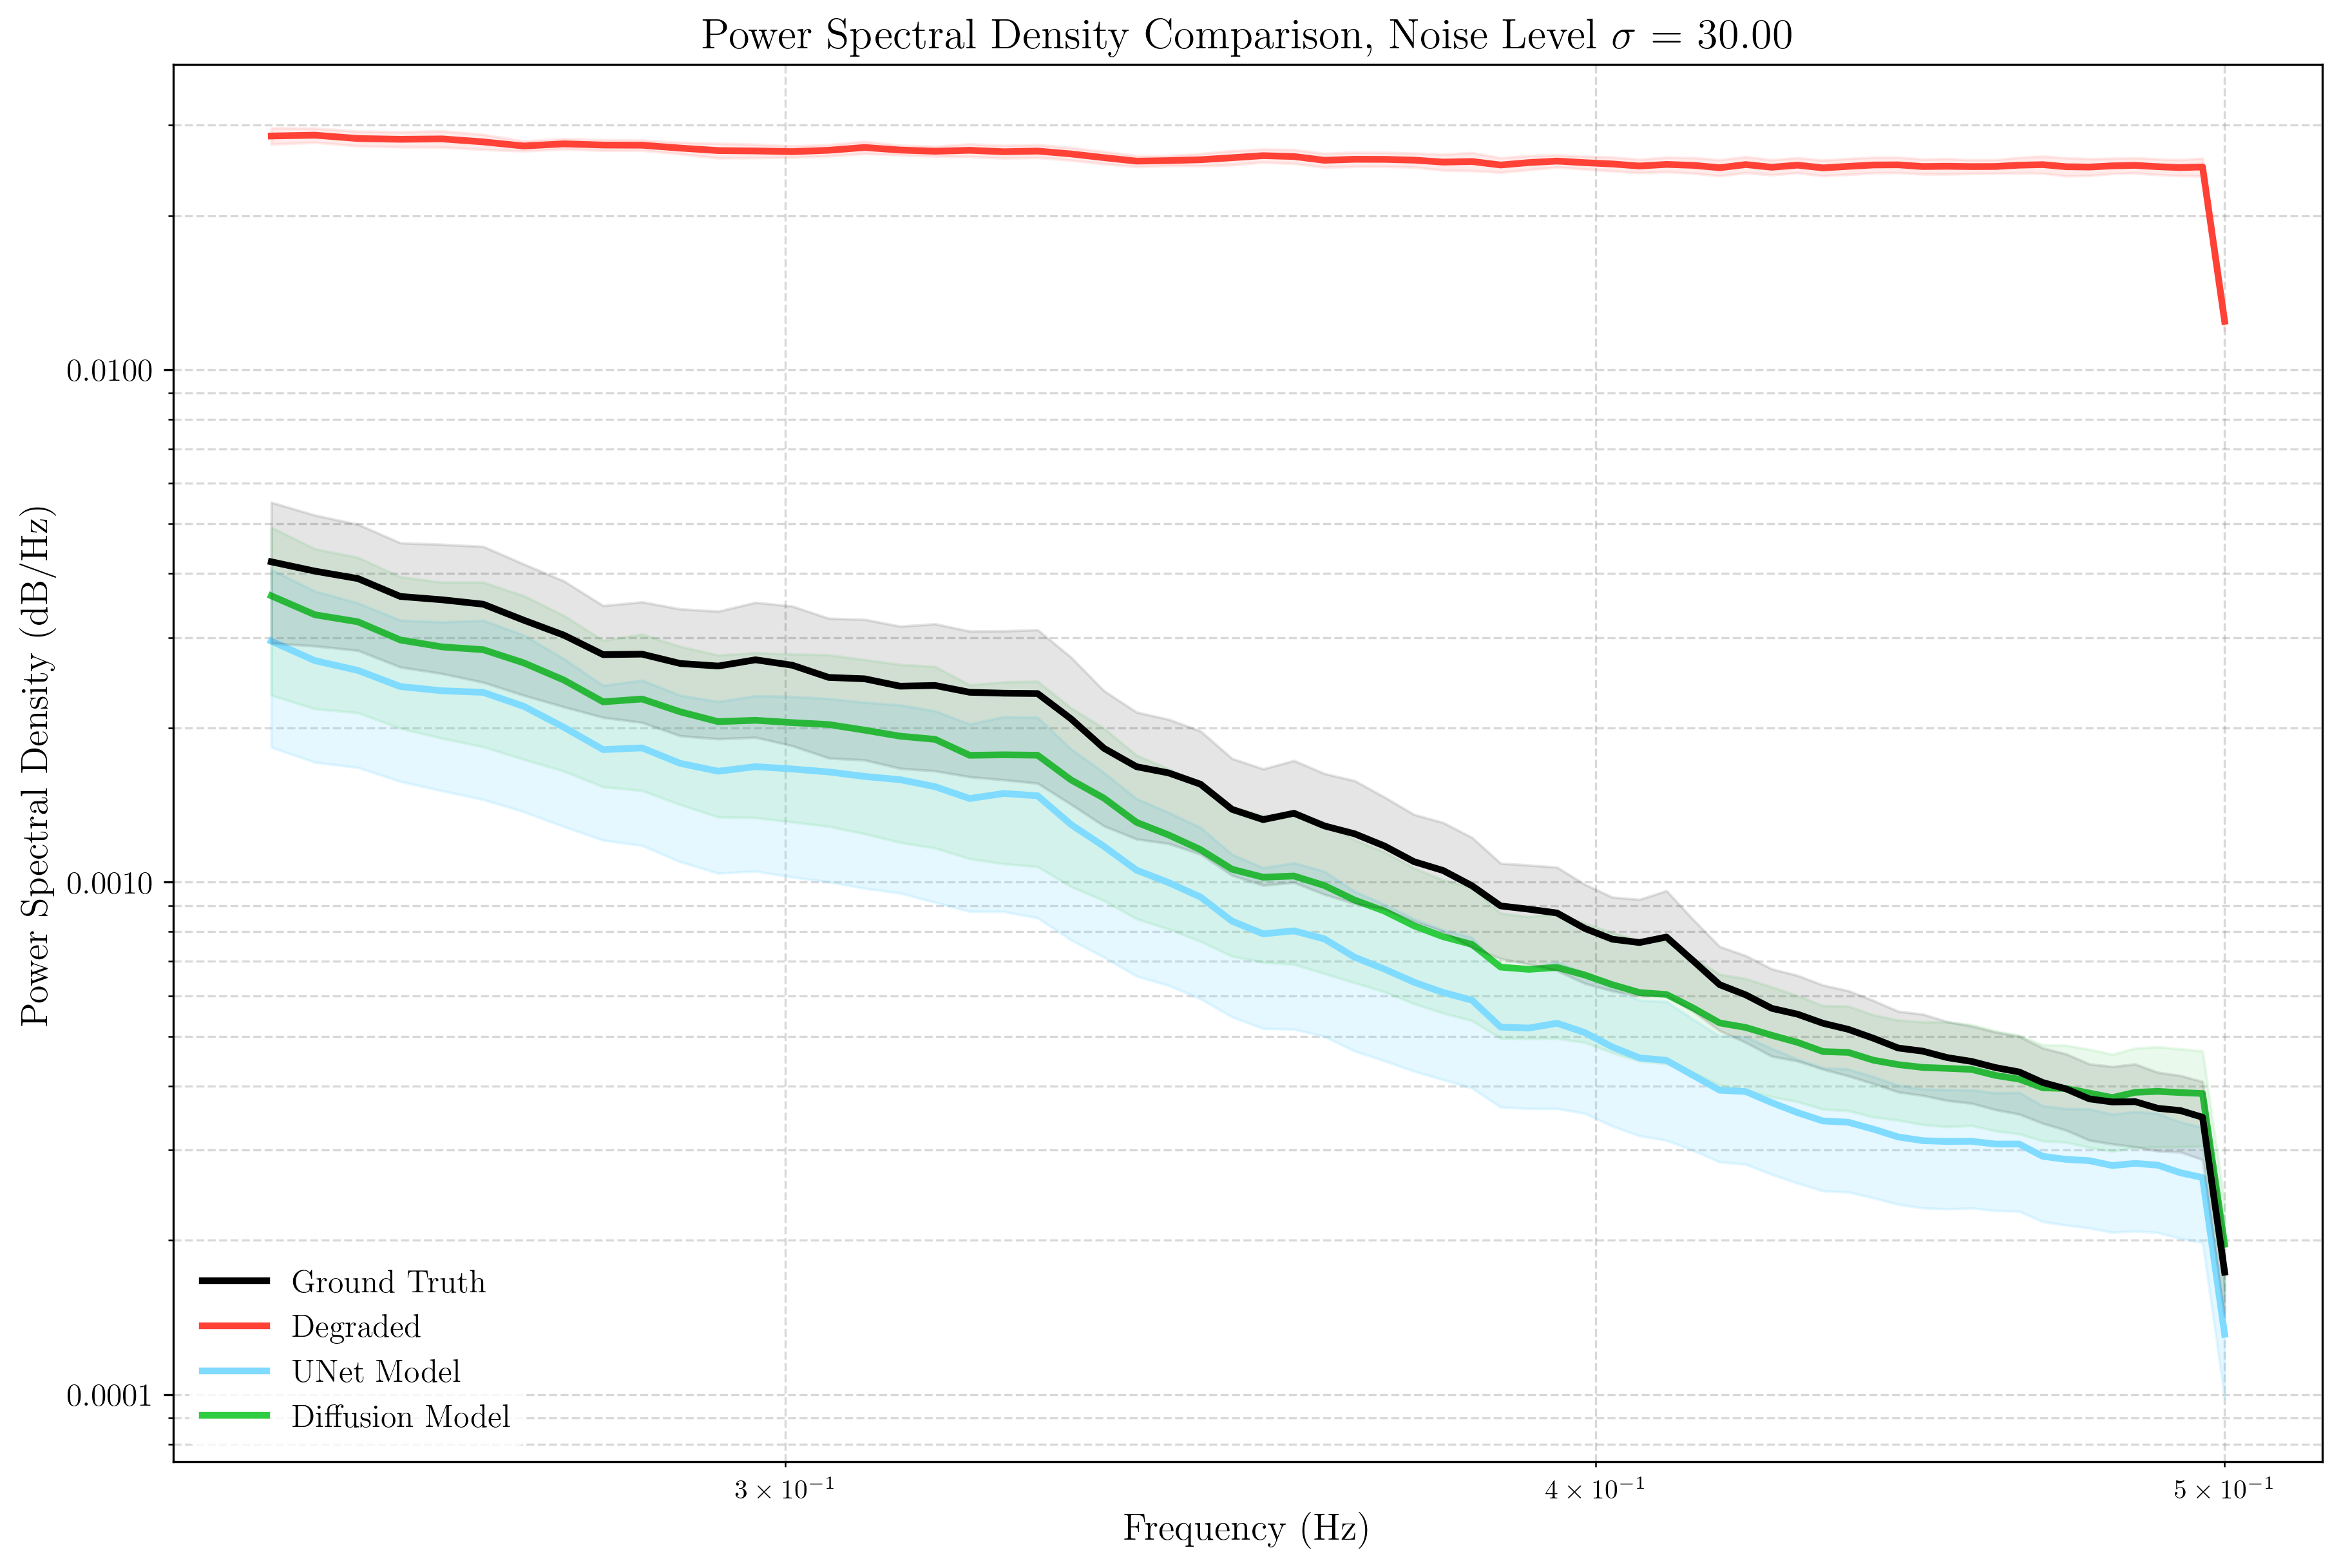 Power Spectral Density Comparison, Noise Level σ = 30.00
Power Spectral Density (dB/Hz)
0.0100
0.0010
0.0001
Ground Truth
Degraded
UNet Model
Diffusion Model
3 × 10⁻¹
4 × 10⁻¹
5 × 10⁻¹
Frequency (Hz)